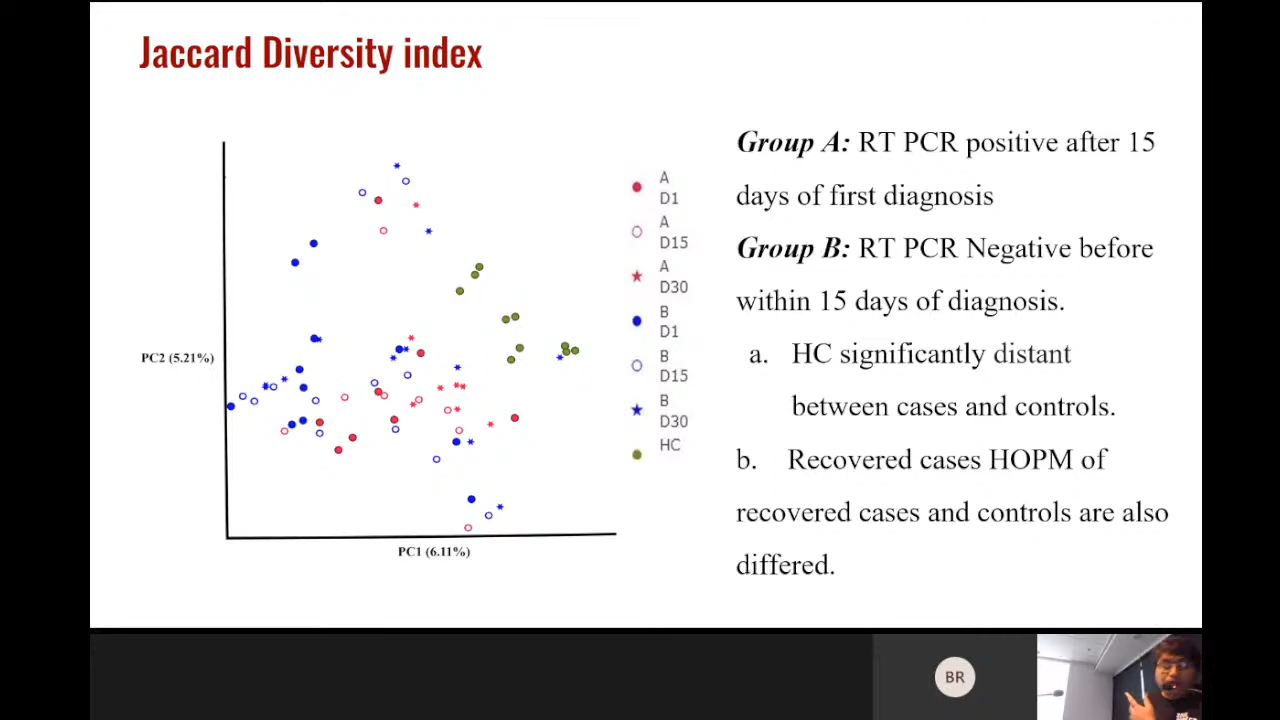 Jaccard Diversity index
PC2 (5.21%)
PC1 (6.11%)
A
D1
A
D15
A
D30
B
D1
B
D15
B
D30
HC
Group A: RT PCR positive after 15
days of first diagnosis
Group B: RT PCR Negative before
within 15 days of diagnosis.
a. HC significantly distant
between cases and controls.
b. Recovered cases HOPM of
recovered cases and controls are also
differed.
BR